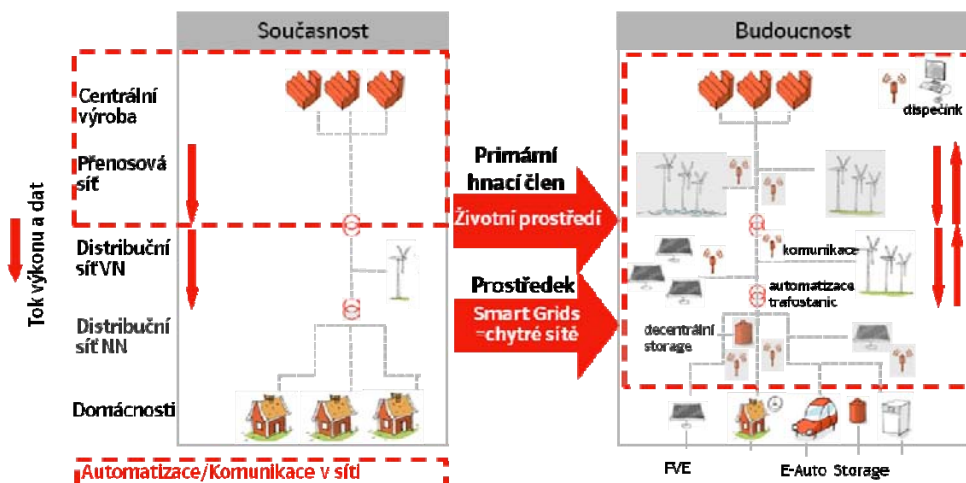 Současnost
Budoucnost
Centrální
výroba
Přenosová
síť
Distribuční
síť VN
Distribuční
síť NN
Domácnosti
Tok výkonu a dat
Primární
hnací člen
Životní prostředí
Prostředek
Smart Grids
=chytré sítě
dispečink
komunikace
automatizace
trafostanic
decentrální
storage
FVE
E-Auto Storage
Automatizace/Komunikace v síti